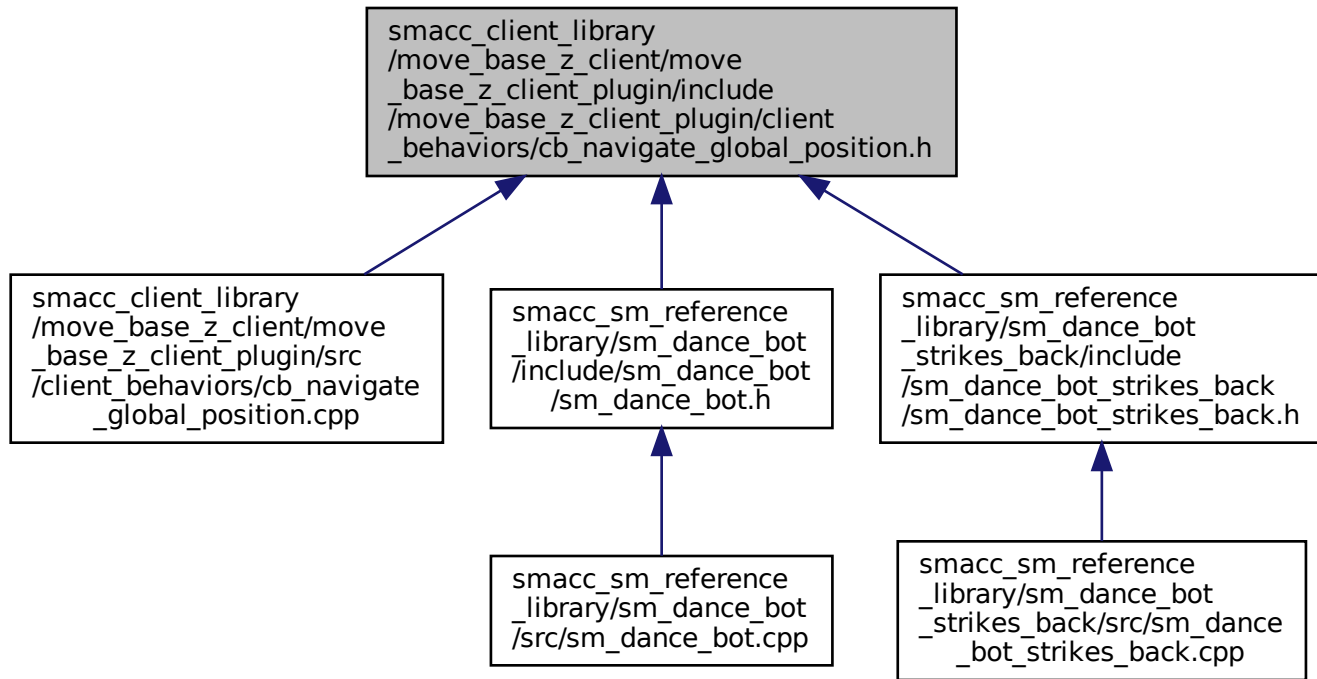 smacc_client_library
/move_base_z_client/move
_base_z_client_plugin/include
/move_base_z_client_plugin/client
_behaviors/cb_navigate_global_position.h
smacc_client_library
/move_base_z_client/move
_base_z_client_plugin/src
/client_behaviors/cb_navigate
_global_position.cpp
smacc_sm_reference
_library/sm_dance_bot
/include/sm_dance_bot
/sm_dance_bot.h
smacc_sm_reference
_library/sm_dance_bot
_strikes_back/include
/sm_dance_bot_strikes_back
/sm_dance_bot_strikes_back.h
smacc_sm_reference
_library/sm_dance_bot
/src/sm_dance_bot.cpp
smacc_sm_reference
_library/sm_dance_bot
_strikes_back/src/sm_dance
_bot_strikes_back.cpp